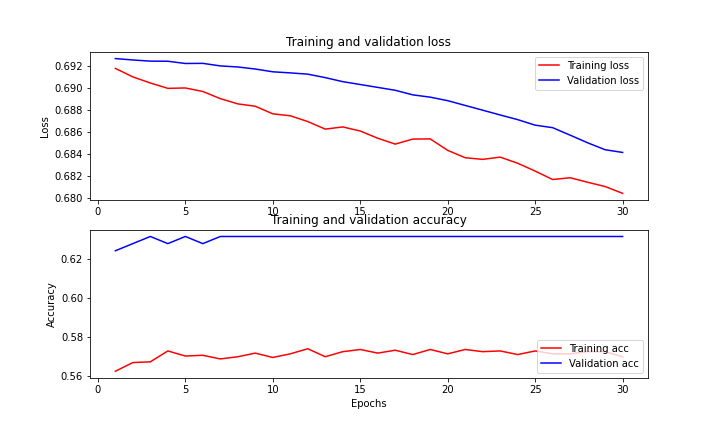 Training and validation loss
Loss
0.692
0.690
0.688
0.686
0.684
0.682
0.680
Training loss
Validation loss
0 5 10 15 20 25 30
Training and validation accuracy
Accuracy
0.62
0.60
0.58
0.56
Training acc
Validation acc
0 5 10 15 20 25 30
Epochs